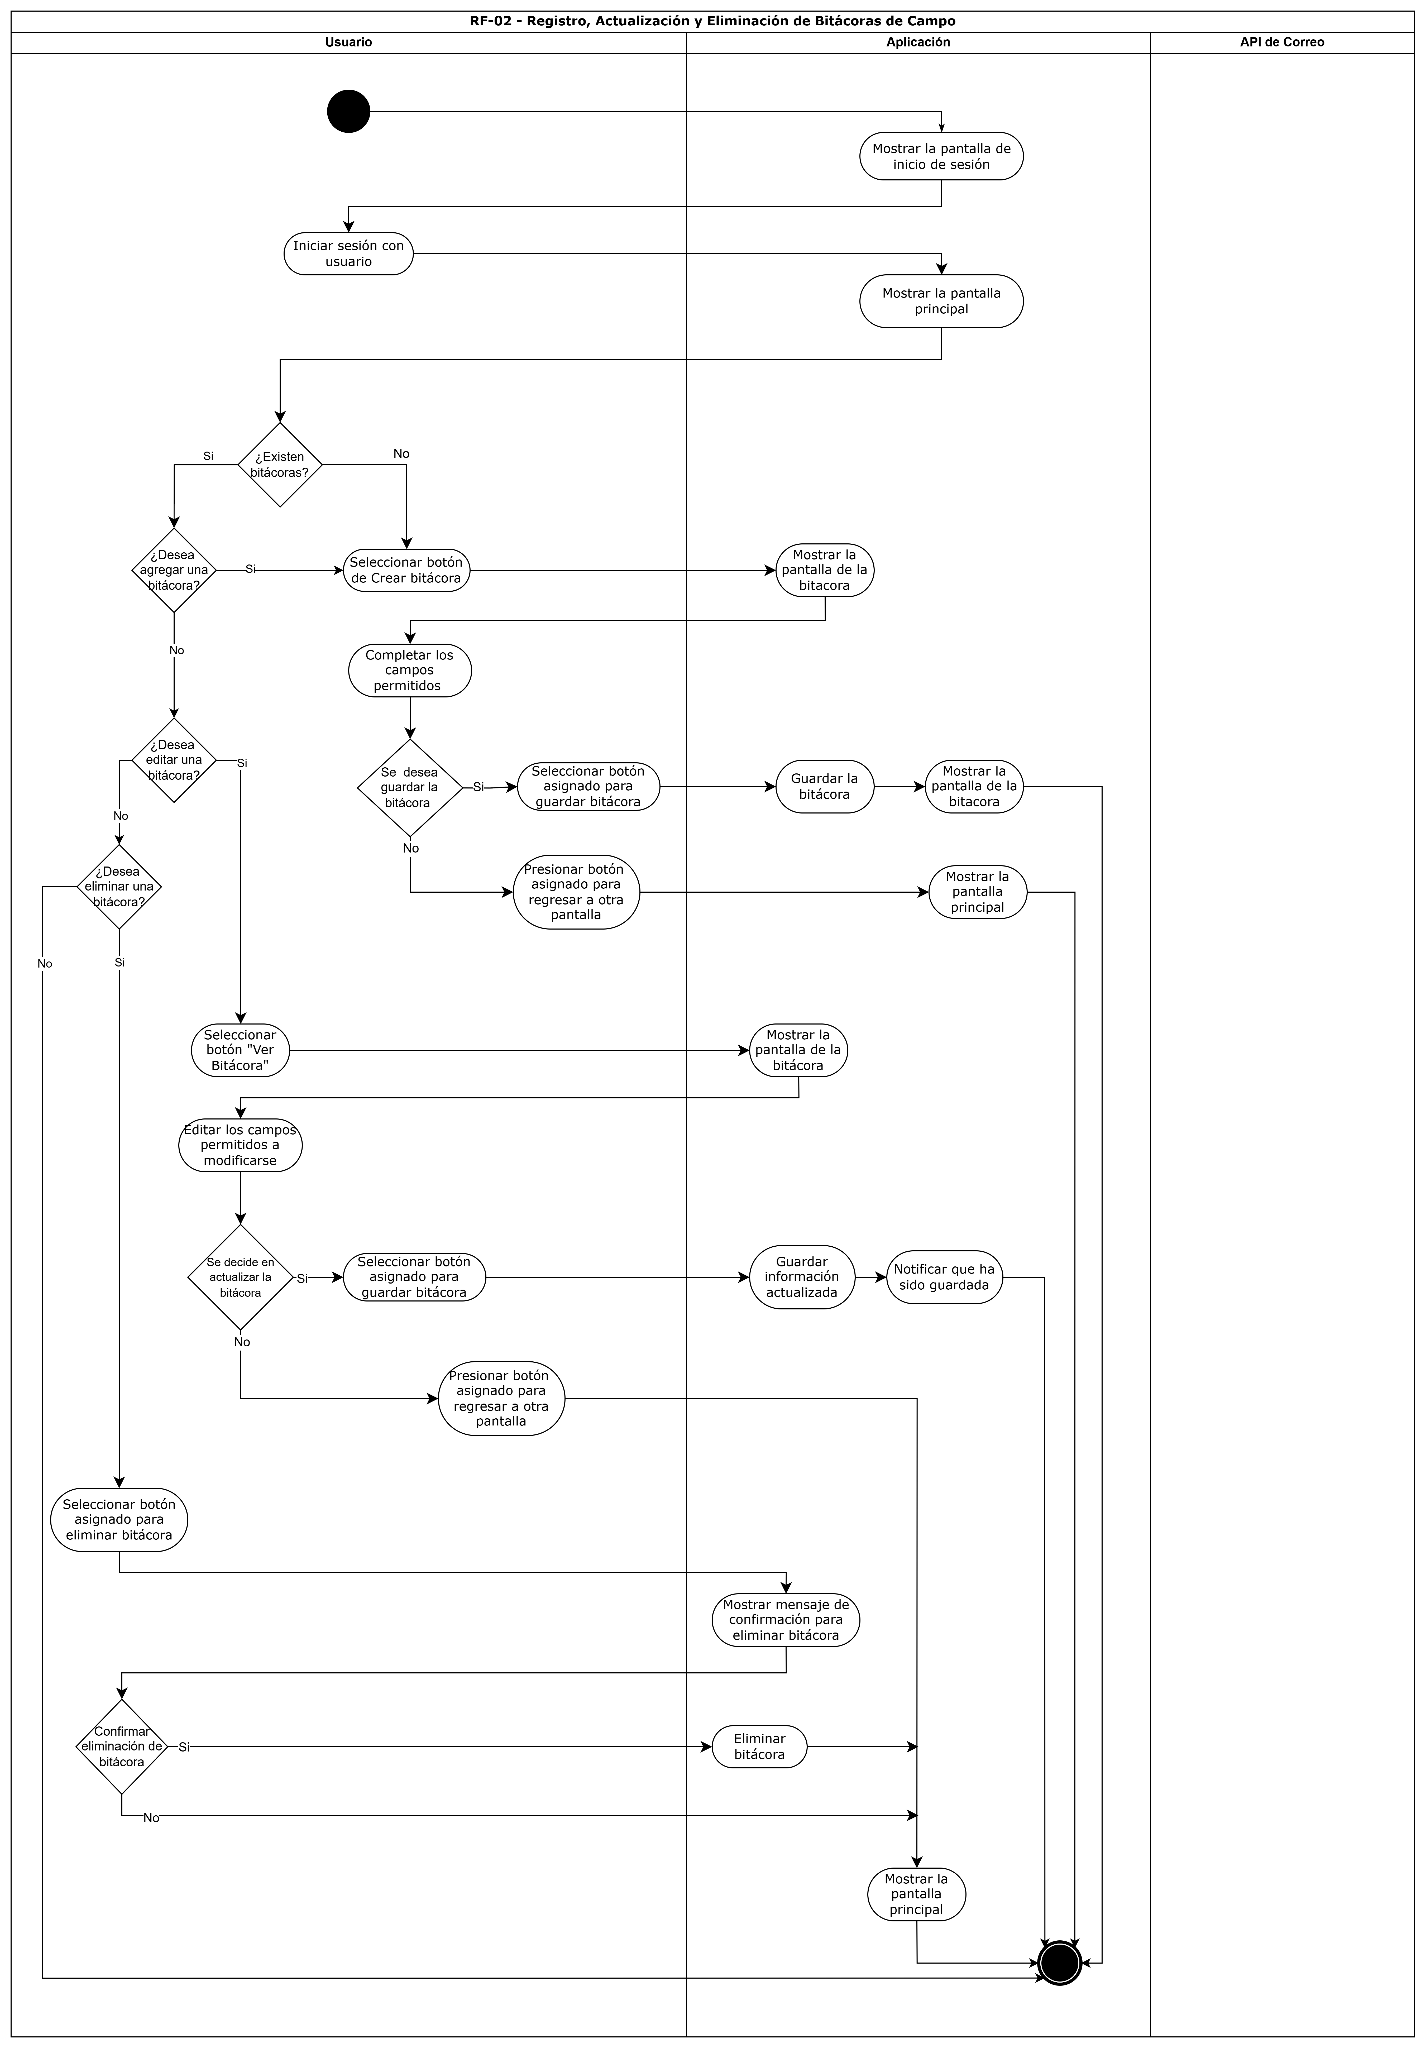 RF-02 - Registro, Actualización y Eliminación de Bitácoras de Campo
Usuario
Aplicación
API de Correo
Mostrar la pantalla de
inicio de sesión
Iniciar sesión con
usuario
Mostrar la pantalla
principal
¿Existen
bitácoras?
Si
No
¿Desea
agregar una
bitácora?
Si
Seleccionar botón
de Crear bitácora
Mostrar la
pantalla de la
bitacora
No
Completar los
campos
permitidos
¿Desea
editar una
bitácora?
Si
No
Se desea
guardar la
bitácora
Si
Seleccionar botón
asignado para
guardar bitácora
Guardar la
bitácora
Mostrar la
pantalla de la
bitacora
No
¿Desea
eliminar una
bitácora?
Presionar botón
asignado para
regresar a otra
pantalla
Mostrar la
pantalla
principal
No
Si
Seleccionar
botón "Ver
Bitácora"
Mostrar la
pantalla de la
bitácora
Editar los campos
permitidos a
modificarse
Se decide en
actualizar la
bitácora
Si
Seleccionar botón
asignado para
guardar bitácora
Guardar
información
actualizada
Notificar que ha
sido guardada
No
Presionar botón
asignado para
regresar a otra
pantalla
Seleccionar botón
asignado para
eliminar bitácora
Mostrar mensaje de
confirmación para
eliminar bitácora
Confirmar
eliminación de
bitácora
Si
Eliminar
bitácora
No
Mostrar la
pantalla
principal